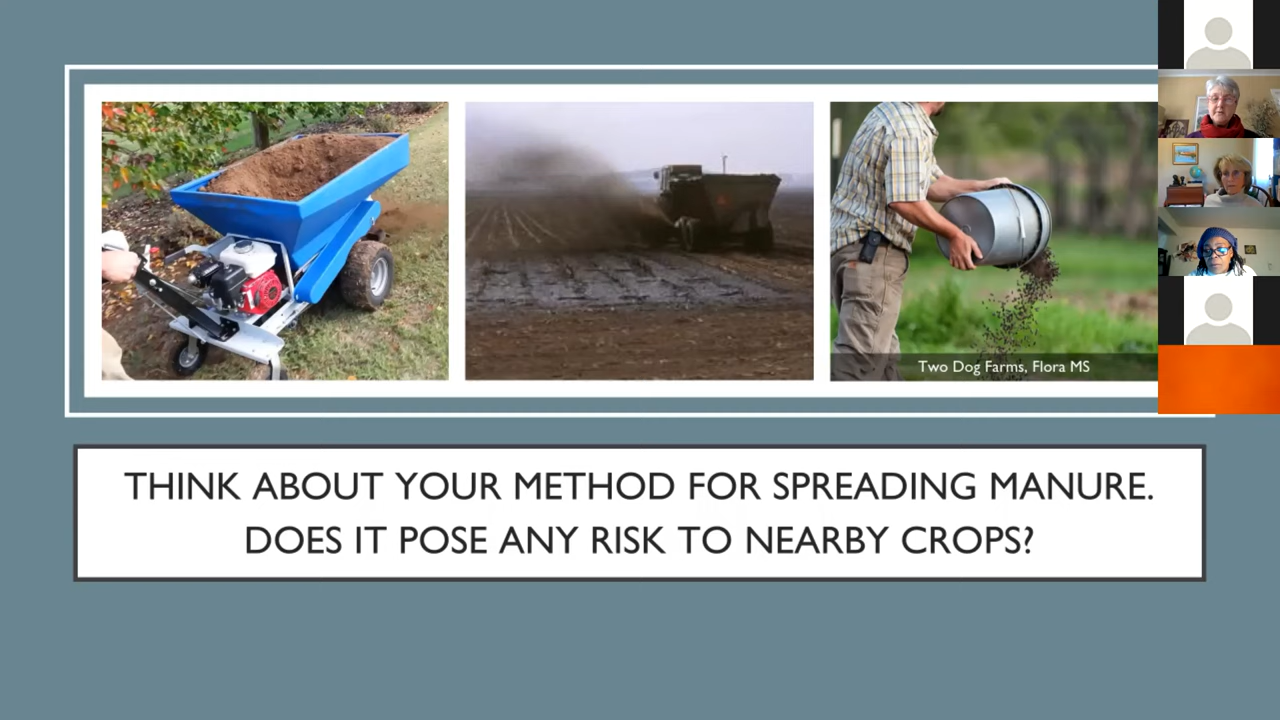 Two Dog Farms, Flora MS
THINK ABOUT YOUR METHOD FOR SPREADING MANURE.
DOES IT POSE ANY RISK TO NEARBY CROPS?